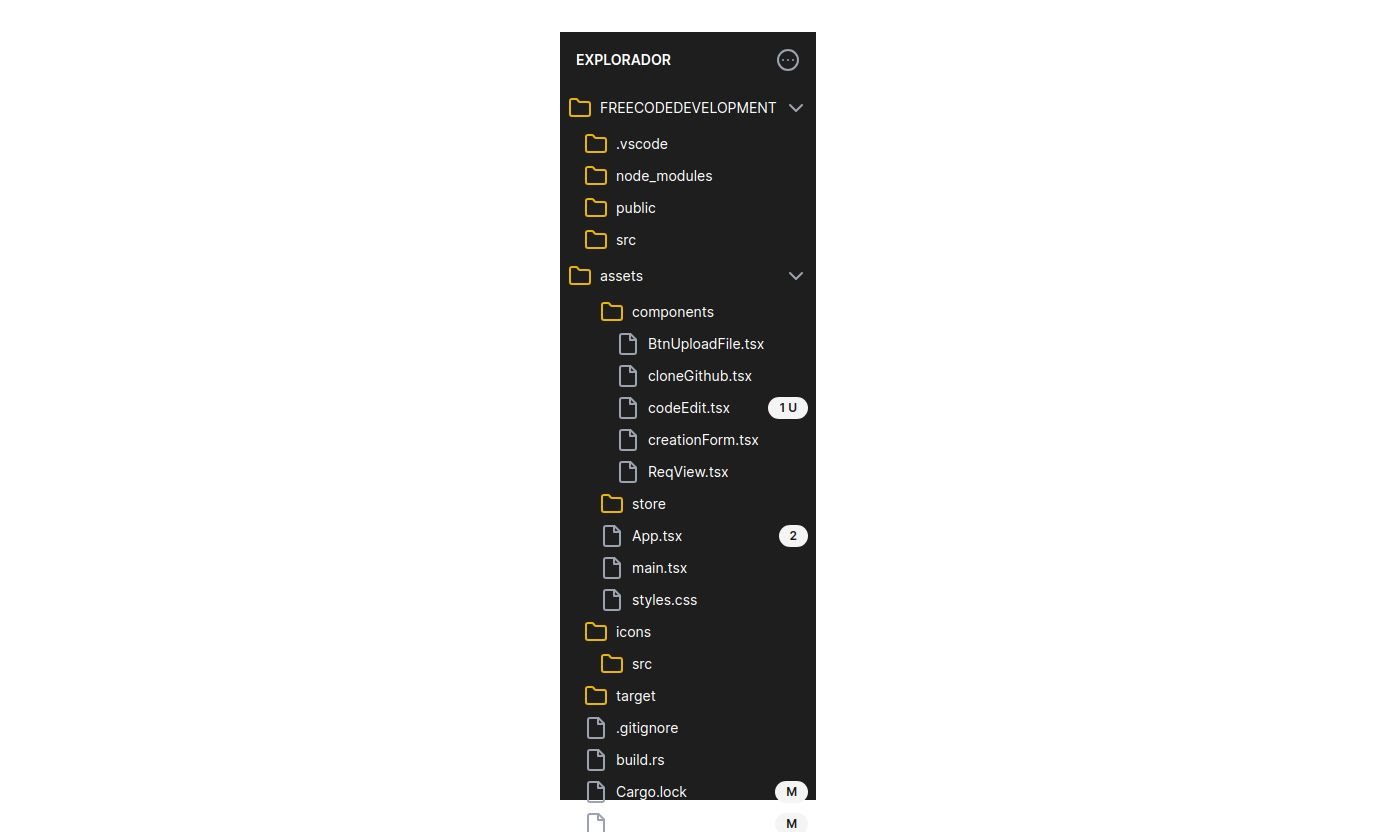 EXPLORADOR
FREECODEDEVELOPMENT
.vscode
node_modules
public
src
assets
components
BtnUploadFile.tsx
cloneGithub.tsx
codeEdit.tsx 1 U
creationForm.tsx
ReqView.tsx
store
App.tsx 2
main.tsx
styles.css
icons
src
target
.gitignore
build.rs
Cargo.lock M
M